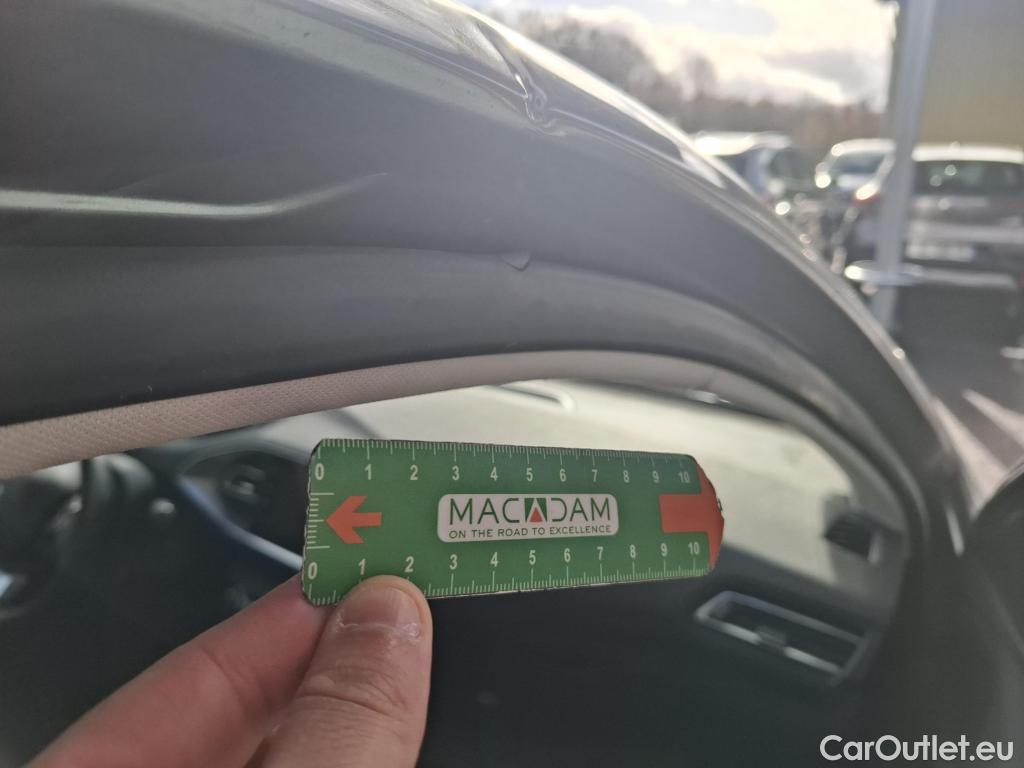 0 1 2 3 4 5 6 7 8 9 10
MACADAM
ON THE ROAD TO EXCELLENCE
0 1 2 3 4 5 6 7 8 9 10
CarOutlet.eu